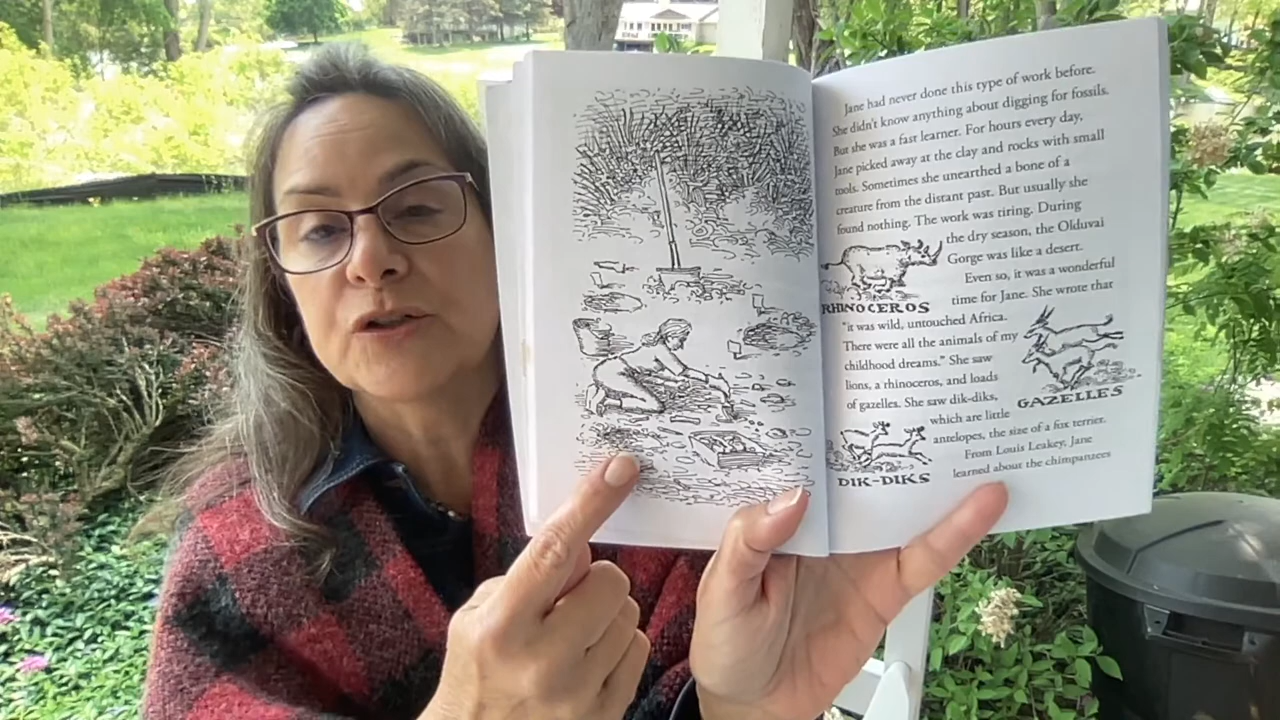 Jane had never done this type of work before.
She didn't know anything about digging for fossils.
But she was a fast learner. For hours every day,
Jane picked away at the clay and rocks with small
tools. Sometimes she unearthed a bone of a
creature from the distant past. But usually she
found nothing. The work was tiring. During
the dry season, the Olduvai
Gorge was like a desert.
Even so, it was a wonderful
RHINOCEROS
time for Jane. She wrote that
"it was wild, untouched Africa.
There were all the animals of my
childhood dreams." She saw
lions, a rhinoceros, and loads
of gazelles. She saw dik-diks,
GAZELLES
which are little
antelopes, the size of a fox terrier.
From Louis Leakey, Jane
DIK-DIKS
learned about the chimpanzees